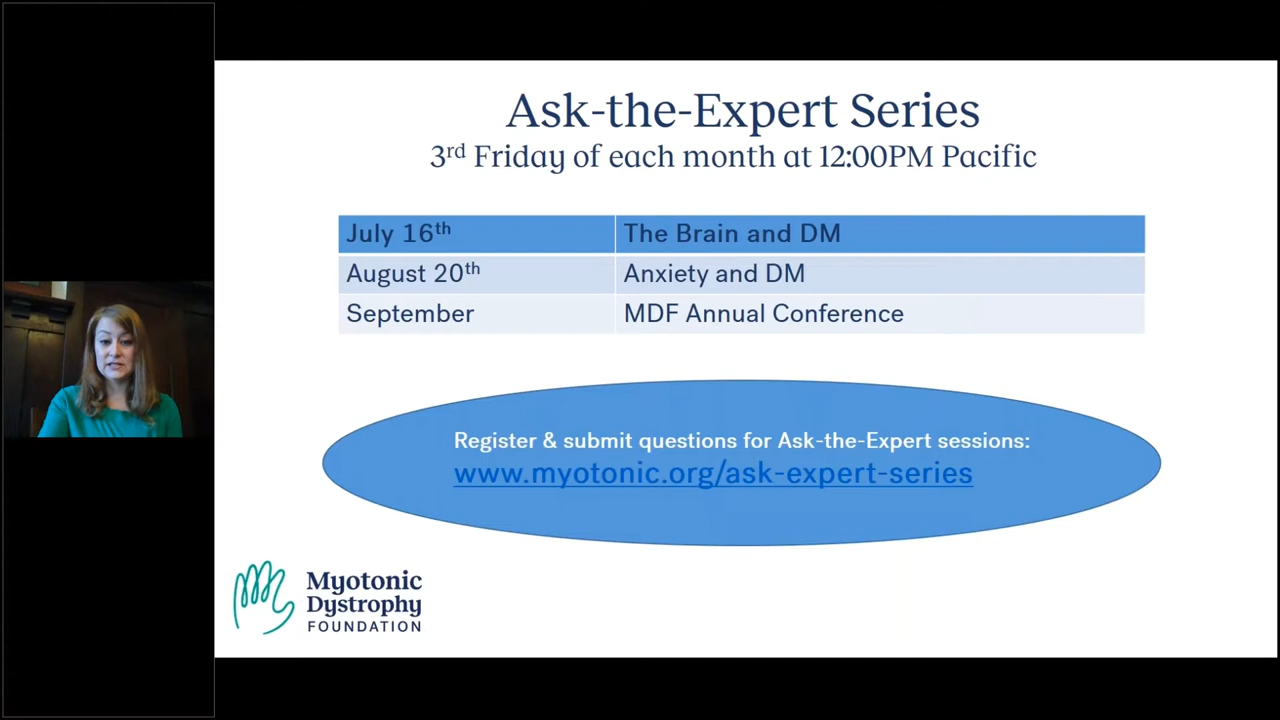 Ask-the-Expert Series
3rd Friday of each month at 12:00PM Pacific
July 16th The Brain and DM
August 20th Anxiety and DM
September MDF Annual Conference
Register & submit questions for Ask-the-Expert sessions:
www.myotonic.org/ask-expert-series
Myotonic
Dystrophy
FOUNDATION